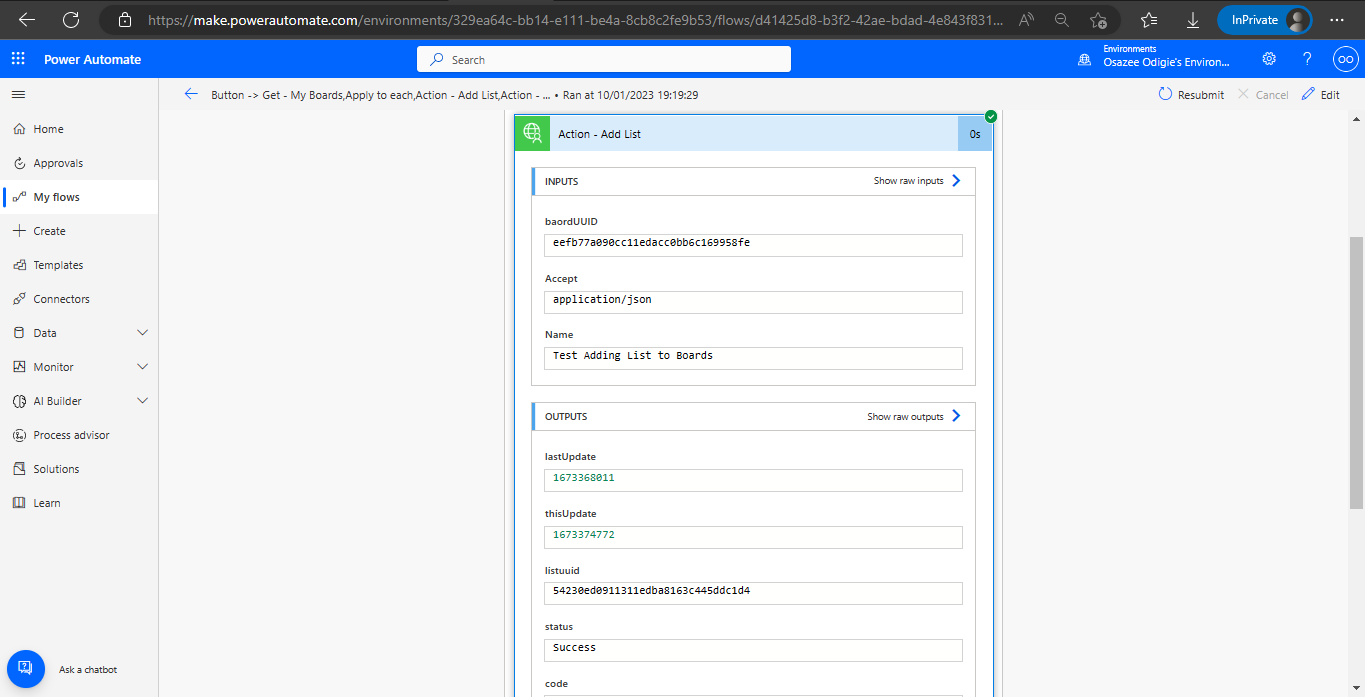 https://make.powerautomate.com/environments/329ea64c-bb14-e111-be4a-8cb8c2fe9b53/flows/d41425d8-b3f2-42ae-bdad-4e843f831...
InPrivate
Power Automate
Search
Environments
Osazee Odigie's Environ...
?
OO
Button -> Get - My Boards,Apply to each,Action - Add List,Action - ... • Ran at 10/01/2023 19:19:29
Resubmit
Cancel
Edit
Home
Approvals
My flows
Create
Templates
Connectors
Data
Monitor
AI Builder
Process advisor
Solutions
Learn
Ask a chatbot
Action - Add List
0s
INPUTS
Show raw inputs
baordUUID
eefb77a090cc11edacc0bb6c169958fe
Accept
application/json
Name
Test Adding List to Boards
OUTPUTS
Show raw outputs
lastUpdate
1673368011
thisUpdate
1673374772
listuuid
54230ed0911311edba8163c445ddc1d4
status
Success
code